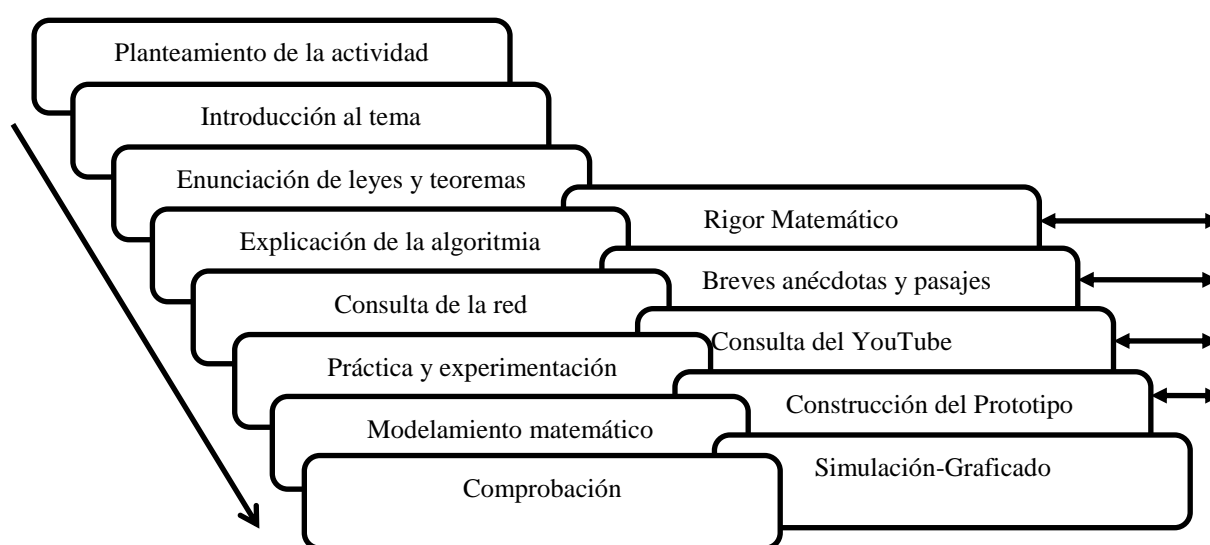 Planteamiento de la actividad
Introducción al tema
Enunciación de leyes y teoremas
Explicación de la algoritmia
Consulta de la red
Práctica y experimentación
Modelamiento matemático
Comprobación
Rigor Matemático
Breves anécdotas y pasajes
Consulta del YouTube
Construcción del Prototipo
Simulación-Graficado